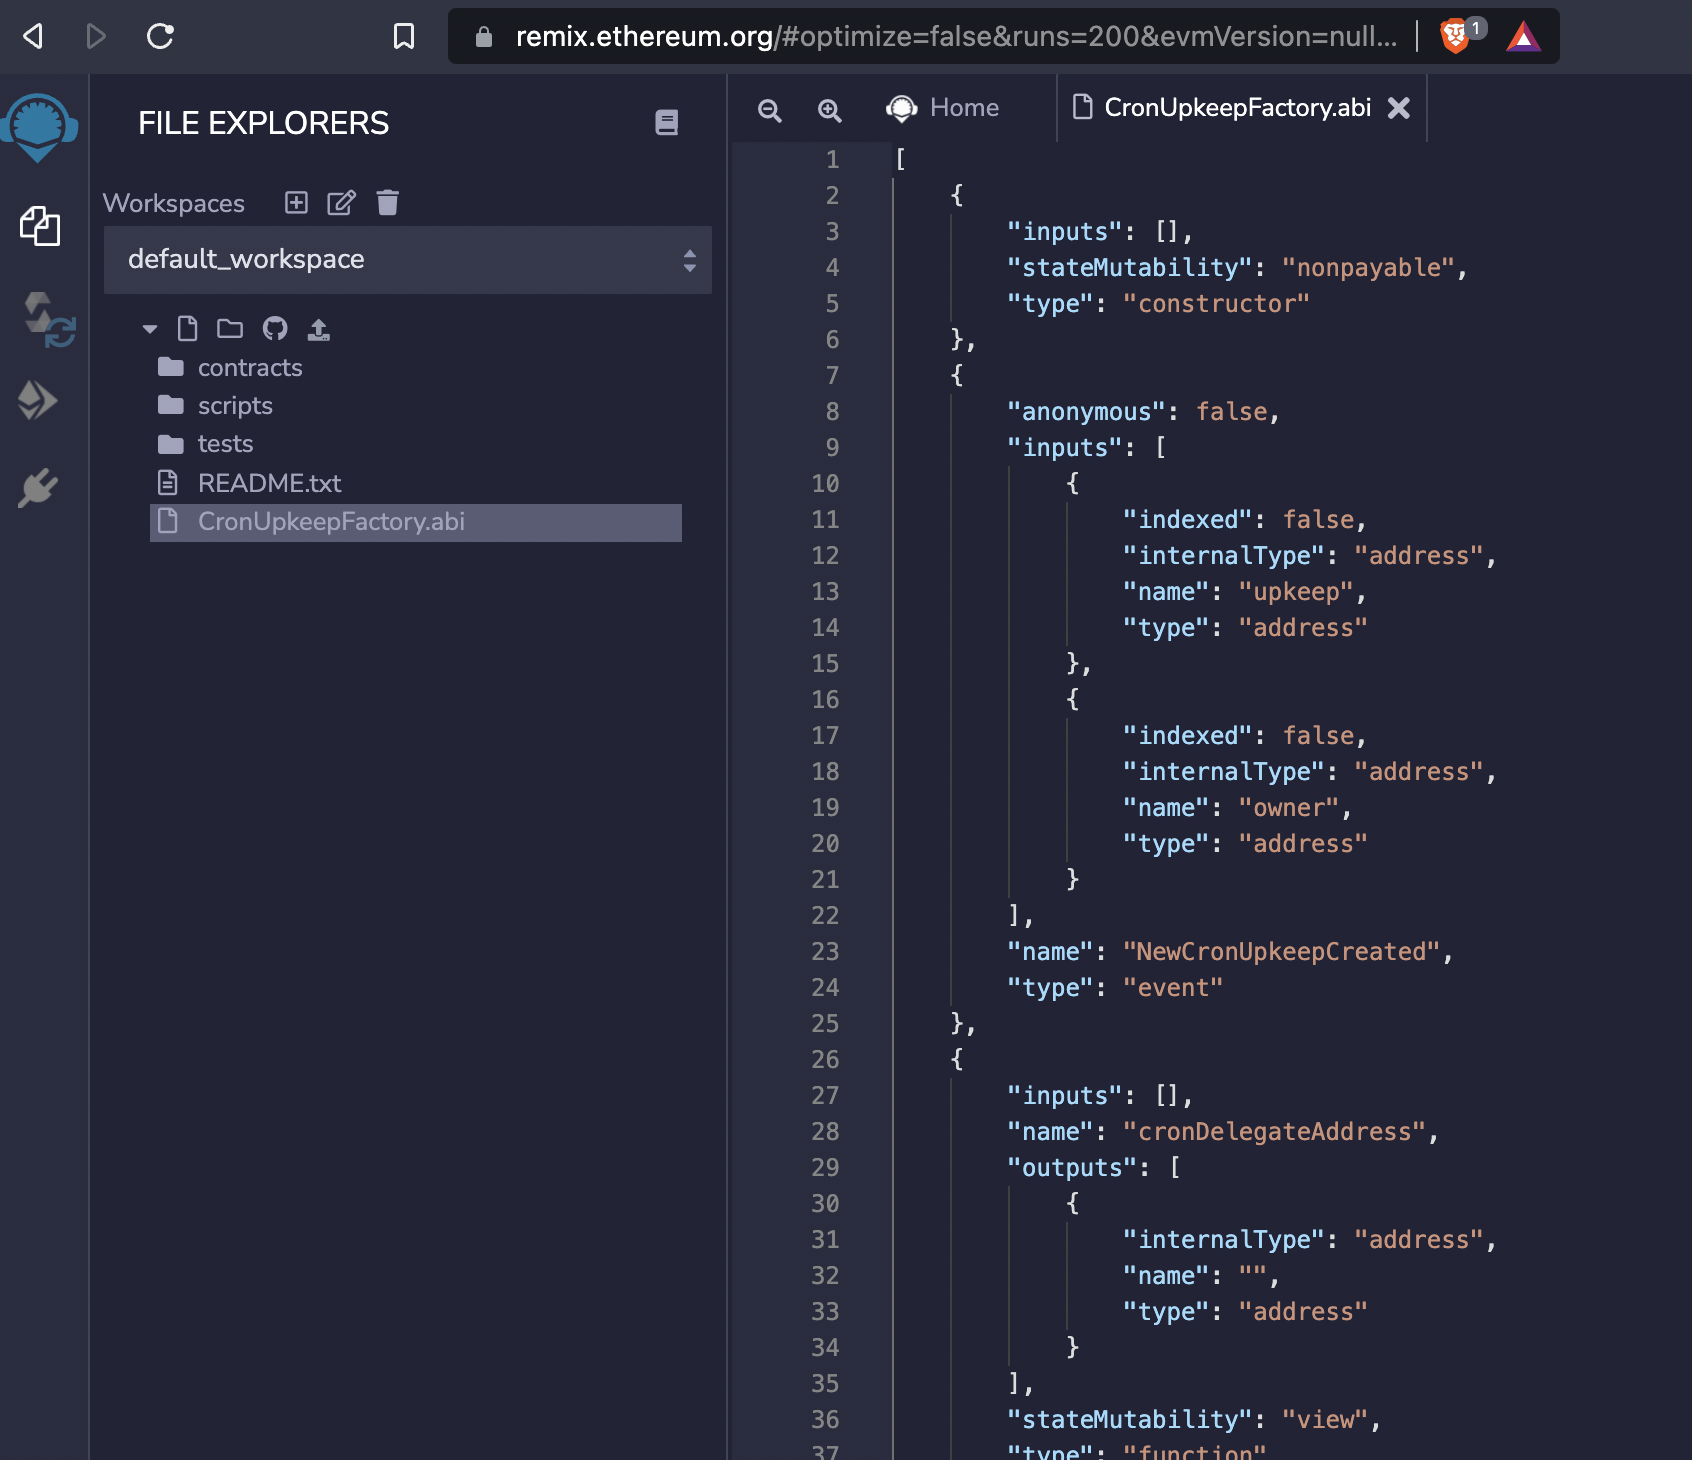 remix.ethereum.org/#optimize=false&runs=200&evmVersion=null...
1
FILE EXPLORERS
Workspaces
default_workspace
contracts
scripts
tests
README.txt
CronUpkeepFactory.abi
Home
CronUpkeepFactory.abi
1 [
2 {
3 "inputs": [],
4 "stateMutability": "nonpayable",
5 "type": "constructor"
6 },
7 {
8 "anonymous": false,
9 "inputs": [
10 {
11 "indexed": false,
12 "internalType": "address",
13 "name": "upkeep",
14 "type": "address"
15 },
16 {
17 "indexed": false,
18 "internalType": "address",
19 "name": "owner",
20 "type": "address"
21 }
22 ],
23 "name": "NewCronUpkeepCreated",
24 "type": "event"
25 },
26 {
27 "inputs": [],
28 "name": "cronDelegateAddress",
29 "outputs": [
30 {
31 "internalType": "address",
32 "name": "",
33 "type": "address"
34 }
35 ],
36 "stateMutability": "view",
37 "type": "function"